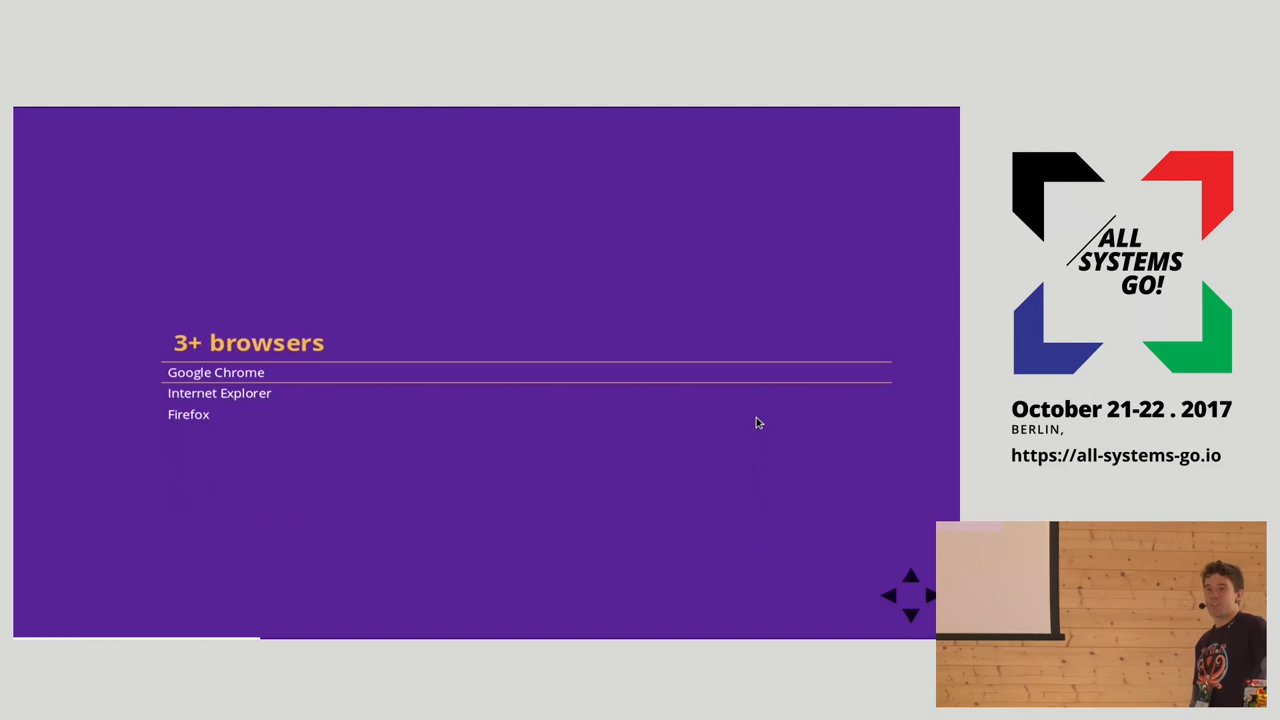 3+ browsers
Google Chrome
Internet Explorer
Firefox
ALL
SYSTEMS
GO!
October 21-22 . 2017
BERLIN,
https://all-systems-go.io